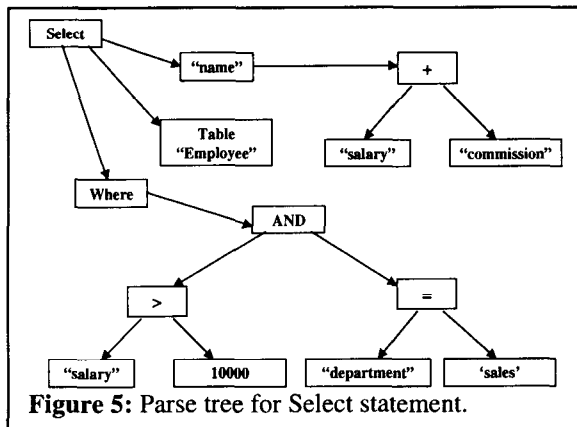 Select
“name”
+
Table
“Employee”
“salary”
“commission”
Where
AND
>
=
“salary”
10000
“department”
‘sales’
Figure 5: Parse tree for Select statement.